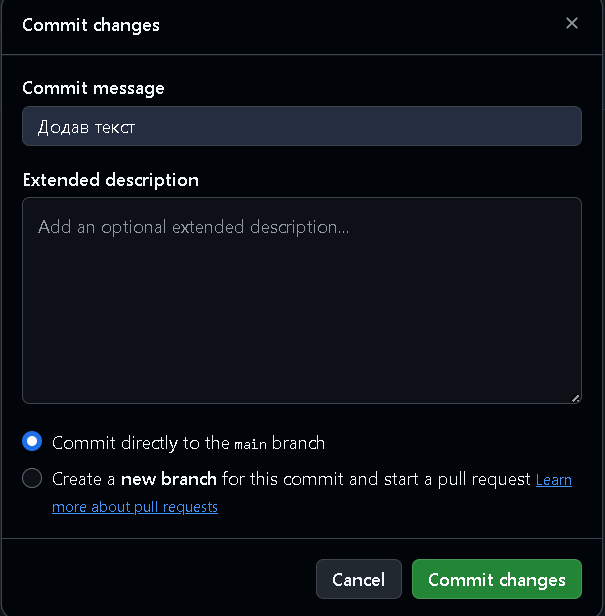 Commit changes
Commit message
Додав текст
Extended description
Add an optional extended description...
Commit directly to the main branch
Create a new branch for this commit and start a pull request Learn
more about pull requests
Cancel
Commit changes